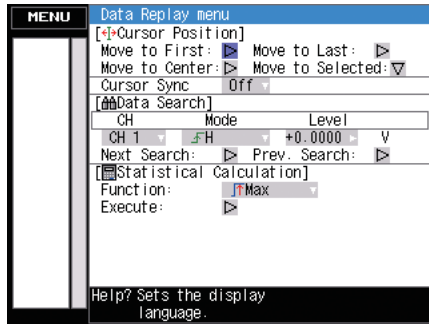 MENU
Data Replay menu
[Cursor Position]
Move to First: Move to Last:
Move to Center: Move to Selected:
Cursor Sync Off
[Data Search]
CH Mode Level
CH 1 H +0.0000 V
Next Search: Prev. Search:
[Statistical Calculation]
Function: Max
Execute:
Help? Sets the display
language.